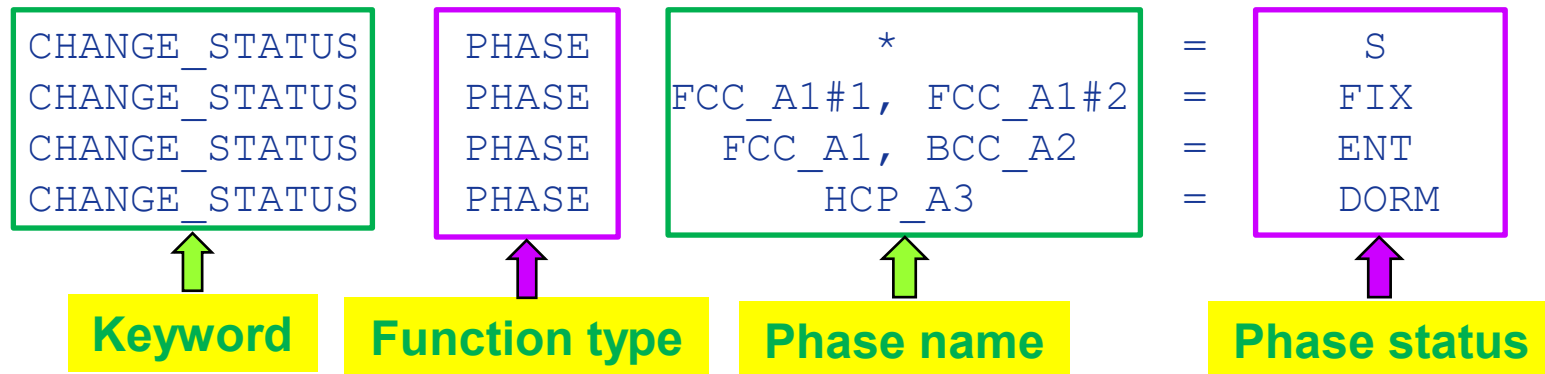 CHANGE_STATUS PHASE * = S
CHANGE_STATUS PHASE FCC_A1#1, FCC_A1#2 = FIX
CHANGE_STATUS PHASE FCC_A1, BCC_A2 = ENT
CHANGE_STATUS PHASE HCP_A3 = DORM
Keyword Function type Phase name Phase status